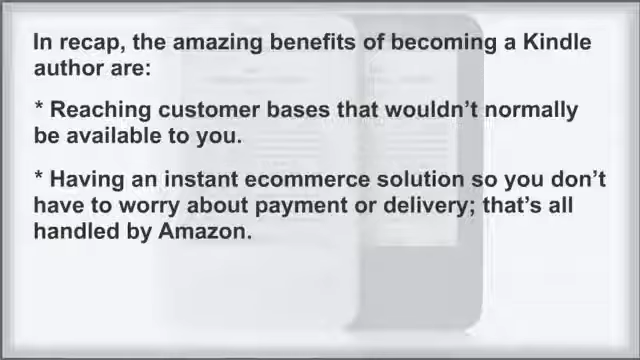 In recap, the amazing benefits of becoming a Kindle
author are:
* Reaching customer bases that wouldn't normally
be available to you.
* Having an instant ecommerce solution so you don't
have to worry about payment or delivery; that's all
handled by Amazon.